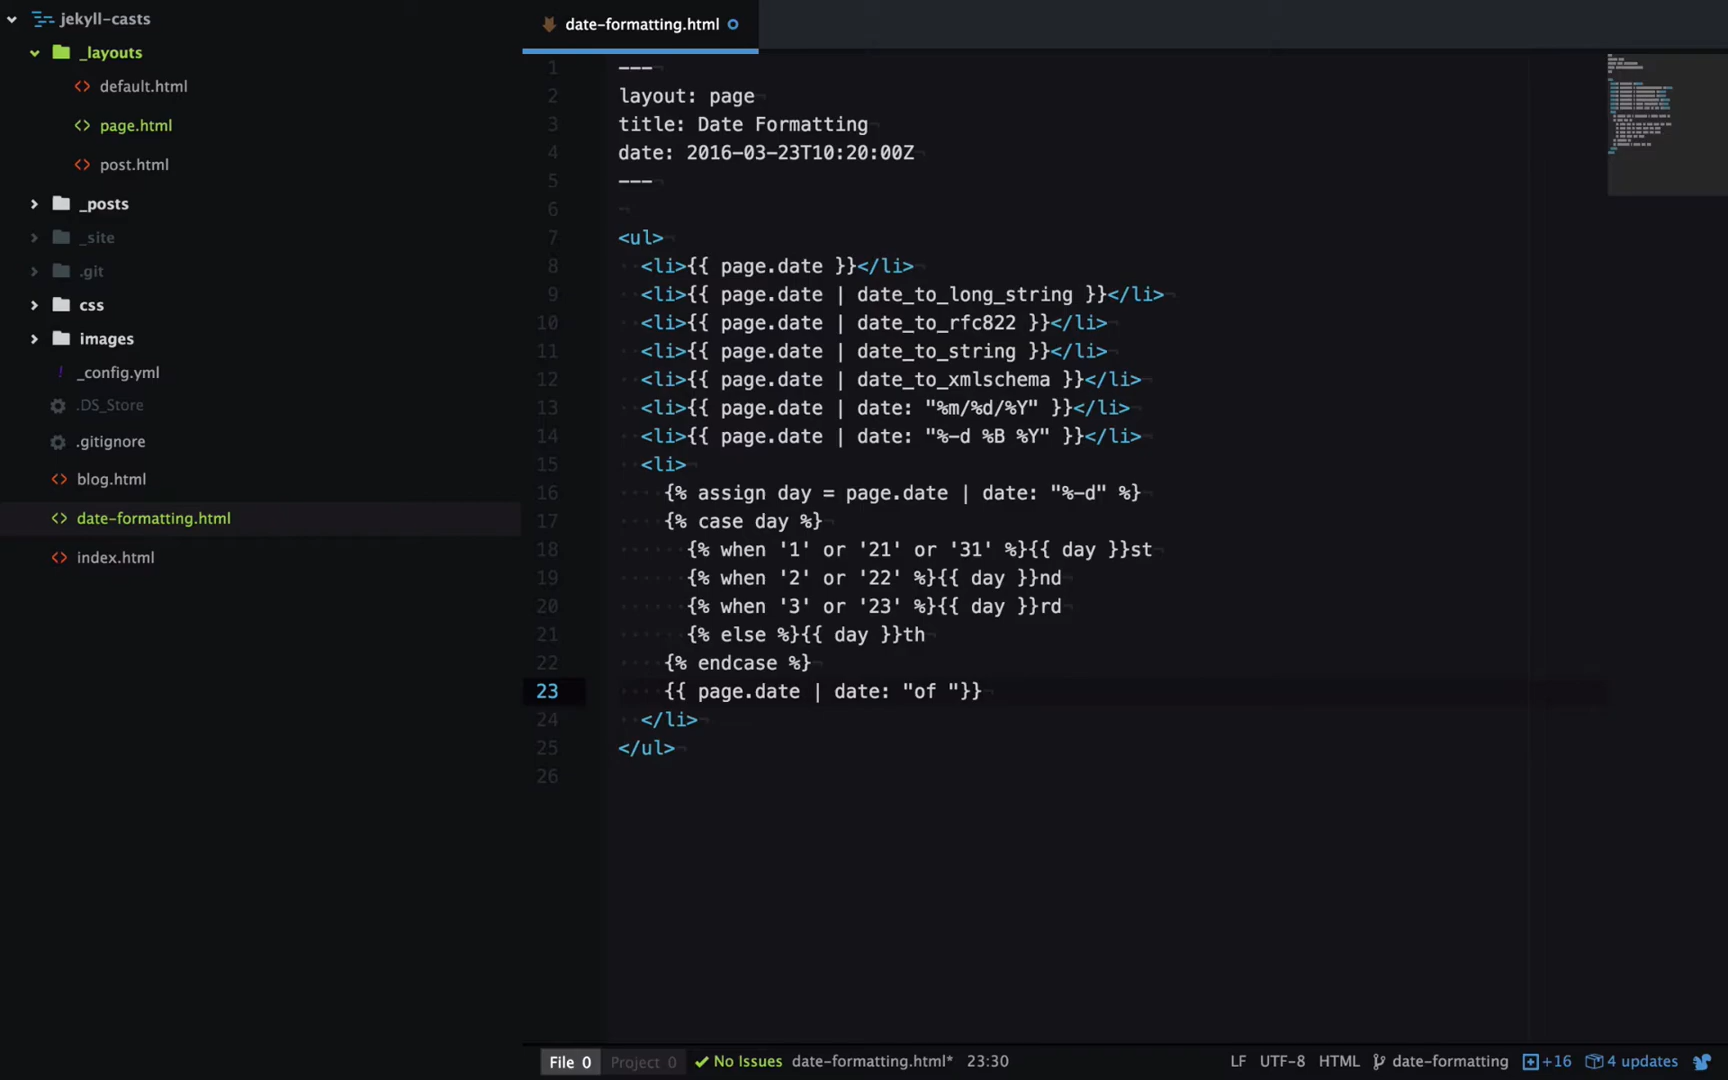 jekyll-casts
_layouts
default.html
page.html
post.html
_posts
_site
.git
css
images
! _config.yml
.DS_Store
.gitignore
blog.html
date-formatting.html
index.html
date-formatting.html
1 ---
2 layout: page
3 title: Date Formatting
4 date: 2016-03-23T10:20:00Z
5 ---
6
7 <ul>
8 <li>{{ page.date }}</li>
9 <li>{{ page.date | date_to_long_string }}</li>
10 <li>{{ page.date | date_to_rfc822 }}</li>
11 <li>{{ page.date | date_to_string }}</li>
12 <li>{{ page.date | date_to_xmlschema }}</li>
13 <li>{{ page.date | date: "%m/%d/%Y" }}</li>
14 <li>{{ page.date | date: "%-d %B %Y" }}</li>
15 <li>
16 {% assign day = page.date | date: "%-d" %}
17 {% case day %}
18 {% when '1' or '21' or '31' %}{{ day }}st
19 {% when '2' or '22' %}{{ day }}nd
20 {% when '3' or '23' %}{{ day }}rd
21 {% else %}{{ day }}th
22 {% endcase %}
23 {{ page.date | date: "of "}}
24 </li>
25 </ul>
26
File 0 Project 0 No Issues date-formatting.html* 23:30 LF UTF-8 HTML date-formatting +16 4 updates